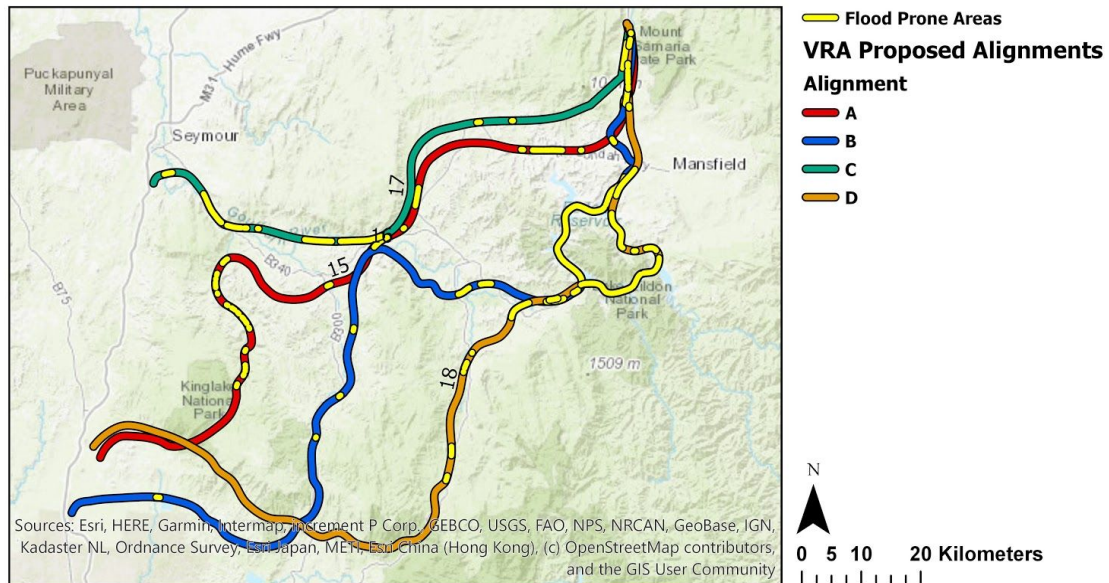 Flood Prone Areas
VRA Proposed Alignments
Alignment
A
B
C
D
N
0 5 10 20 Kilometers
Mount
Samaria
State Park
Puckapunyal
Military
Area
M31
Hume Fwy
Seymour
Mansfield
17
River
15
B340
B75
B300
National
Park
1509 m
18
Kinglake
National
Park
Sources: Esri, HERE, Garmin, Intermap, increment P Corp., GEBCO, USGS, FAO, NPS, NRCAN, GeoBase, IGN,
Kadaster NL, Ordnance Survey, Esri Japan, METI, Esri China (Hong Kong), (c) OpenStreetMap contributors,
and the GIS User Community